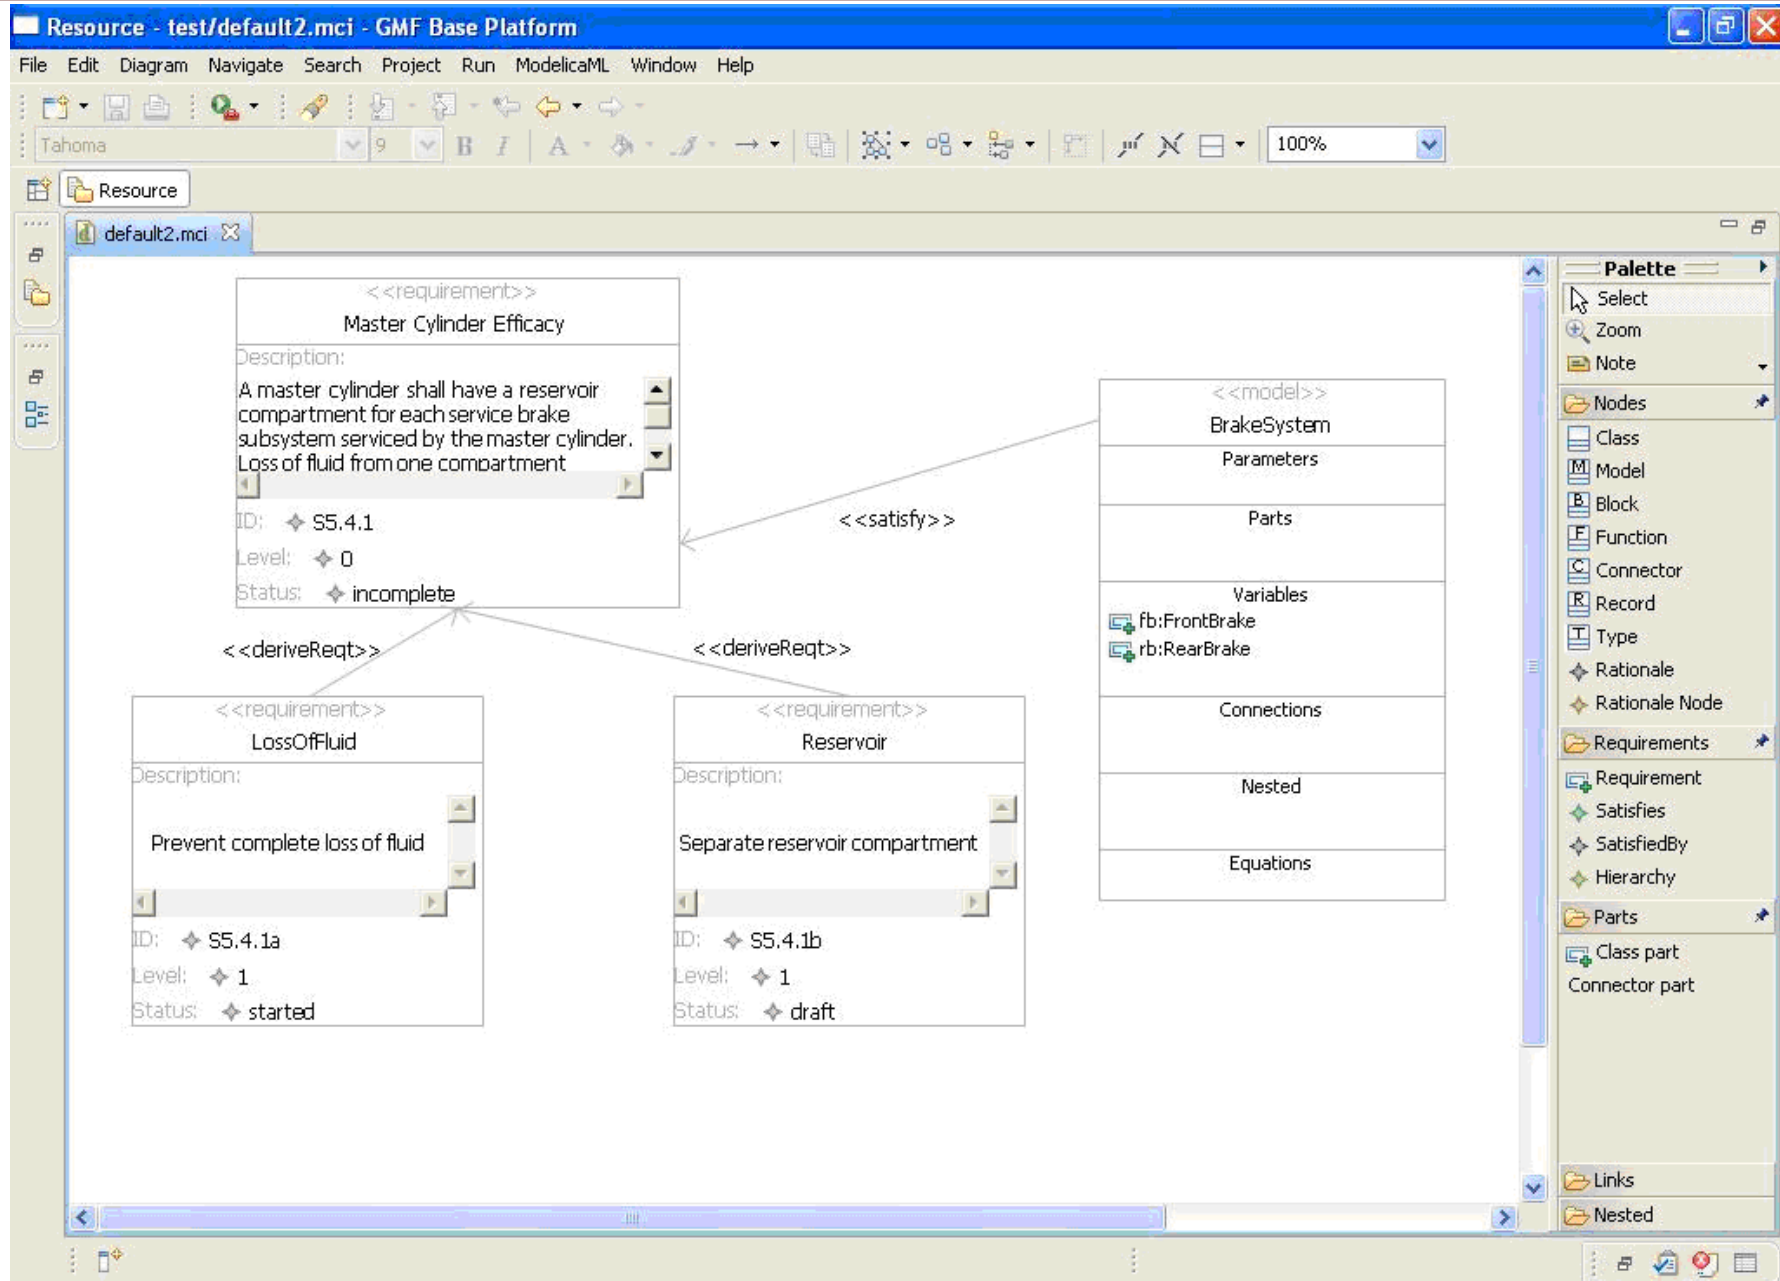 Resource - test/default2.mci - GMF Base Platform
File Edit Diagram Navigate Search Project Run ModelicaML Window Help
Tahoma 9 B I A 100%
Resource
default2.mci
<<requirement>>
Master Cylinder Efficacy
Description:
A master cylinder shall have a reservoir
compartment for each service brake
subsystem serviced by the master cylinder.
Loss of fluid from one compartment
ID: S5.4.1
Level: 0
Status: incomplete
<<satisfy>>
<<deriveReqt>>
<<deriveReqt>>
<<requirement>>
LossOfFluid
Description:
Prevent complete loss of fluid
ID: S5.4.1a
Level: 1
Status: started
<<requirement>>
Reservoir
Description:
Separate reservoir compartment
ID: S5.4.1b
Level: 1
Status: draft
<<model>>
BrakeSystem
Parameters
Parts
Variables
fb:FrontBrake
rb:RearBrake
Connections
Nested
Equations
Palette
Select
Zoom
Note
Nodes
Class
M Model
B Block
F Function
C Connector
R Record
T Type
Rationale
Rationale Node
Requirements
Requirement
Satisfies
SatisfiedBy
Hierarchy
Parts
Class part
Connector part
Links
Nested